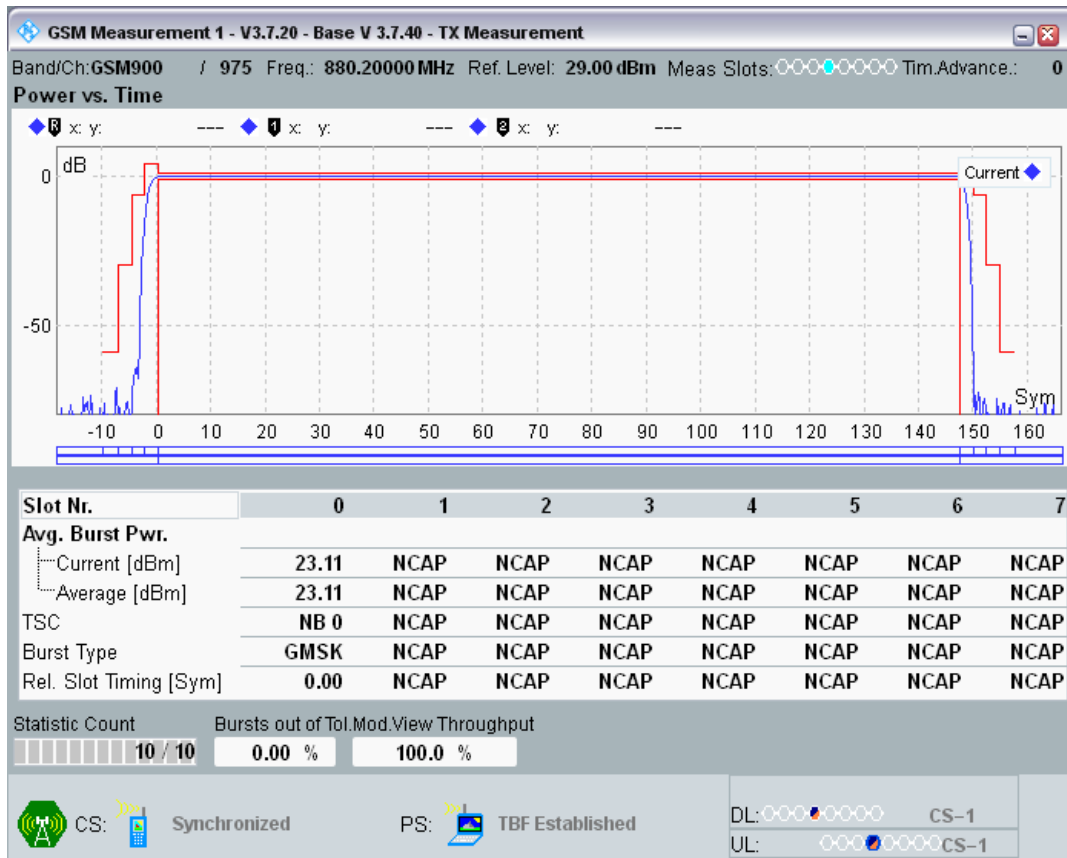 GSM Measurement 1 - V3.7.20 - Base V 3.7.40 - TX Measurement
Band/Ch:GSM900 / 975 Freq.: 880.20000 MHz Ref. Level: 29.00 dBm Meas Slots: Tim.Advance.: 0
Power vs. Time
R x: y: --- 1 x: y: --- 2 x: y: ---
dB
Current
0
-50
Sym
-10 0 10 20 30 40 50 60 70 80 90 100 110 120 130 140 150 160
Slot Nr. 0 1 2 3 4 5 6 7
Avg. Burst Pwr.
Current [dBm] 23.11 NCAP NCAP NCAP NCAP NCAP NCAP NCAP
Average [dBm] 23.11 NCAP NCAP NCAP NCAP NCAP NCAP NCAP
TSC NB 0 NCAP NCAP NCAP NCAP NCAP NCAP NCAP
Burst Type GMSK NCAP NCAP NCAP NCAP NCAP NCAP NCAP
Rel. Slot Timing [Sym] 0.00 NCAP NCAP NCAP NCAP NCAP NCAP NCAP
Statistic Count Bursts out of Tol.Mod.View Throughput
10 / 10 0.00 % 100.0 %
CS: Synchronized PS: TBF Established
DL: CS-1
UL: CS-1